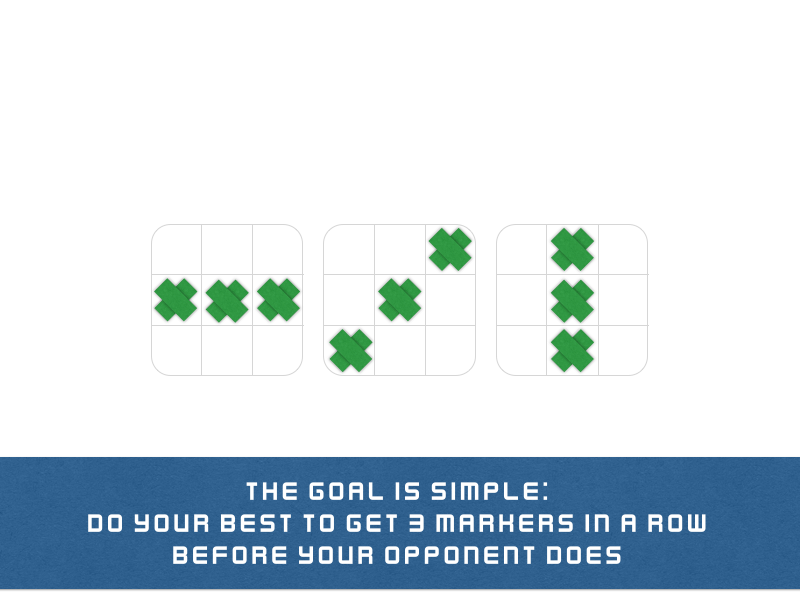 THE GOAL IS SIMPLE:
DO YOUR BEST TO GET 3 MARKERS IN A ROW
BEFORE YOUR OPPONENT DOES